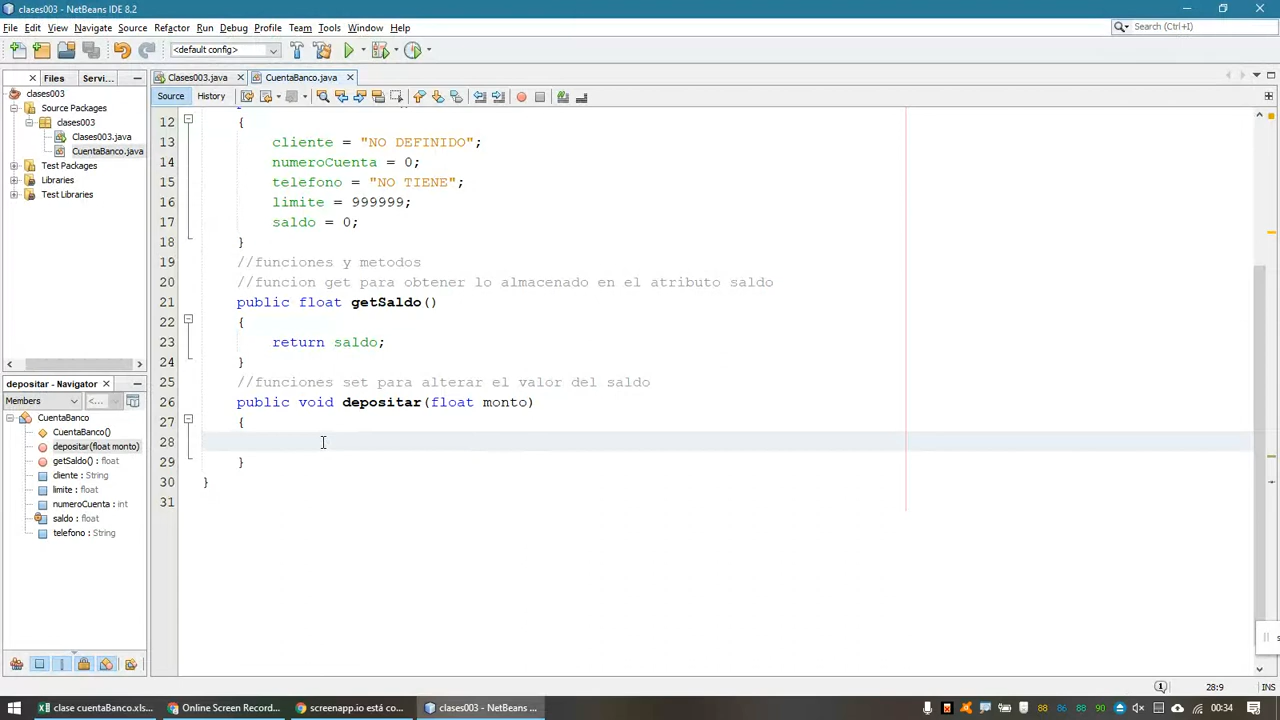 clases003 - NetBeans IDE 8.2
File Edit View Navigate Source Refactor Run Debug Profile Team Tools Window Help
Search (Ctrl+I)
<default config>
Files Servi...
Clases003.java CuentaBanco.java
Source History
clases003
Source Packages
clases003
Clases003.java
CuentaBanco.java
Test Packages
Libraries
Test Libraries
12 {
13 cliente = "NO DEFINIDO";
14 numeroCuenta = 0;
15 telefono = "NO TIENE";
16 limite = 999999;
17 saldo = 0;
18 }
19 //funciones y metodos
20 //funcion get para obtener lo almacenado en el atributo saldo
21 public float getSaldo()
22 {
23 return saldo;
24 }
25 //funciones set para alterar el valor del saldo
26 public void depositar(float monto)
27 {
28
29 }
30 }
31
depositar - Navigator
Members <...
CuentaBanco
CuentaBanco()
depositar(float monto)
getSaldo() : float
cliente : String
limite : float
numeroCuenta : int
saldo : float
telefono : String
1 28:9 INS
clase cuentaBanco.xls... Online Screen Record... screenapp.io está co... clases003 - NetBeans ... 88 86 88 90 00:34